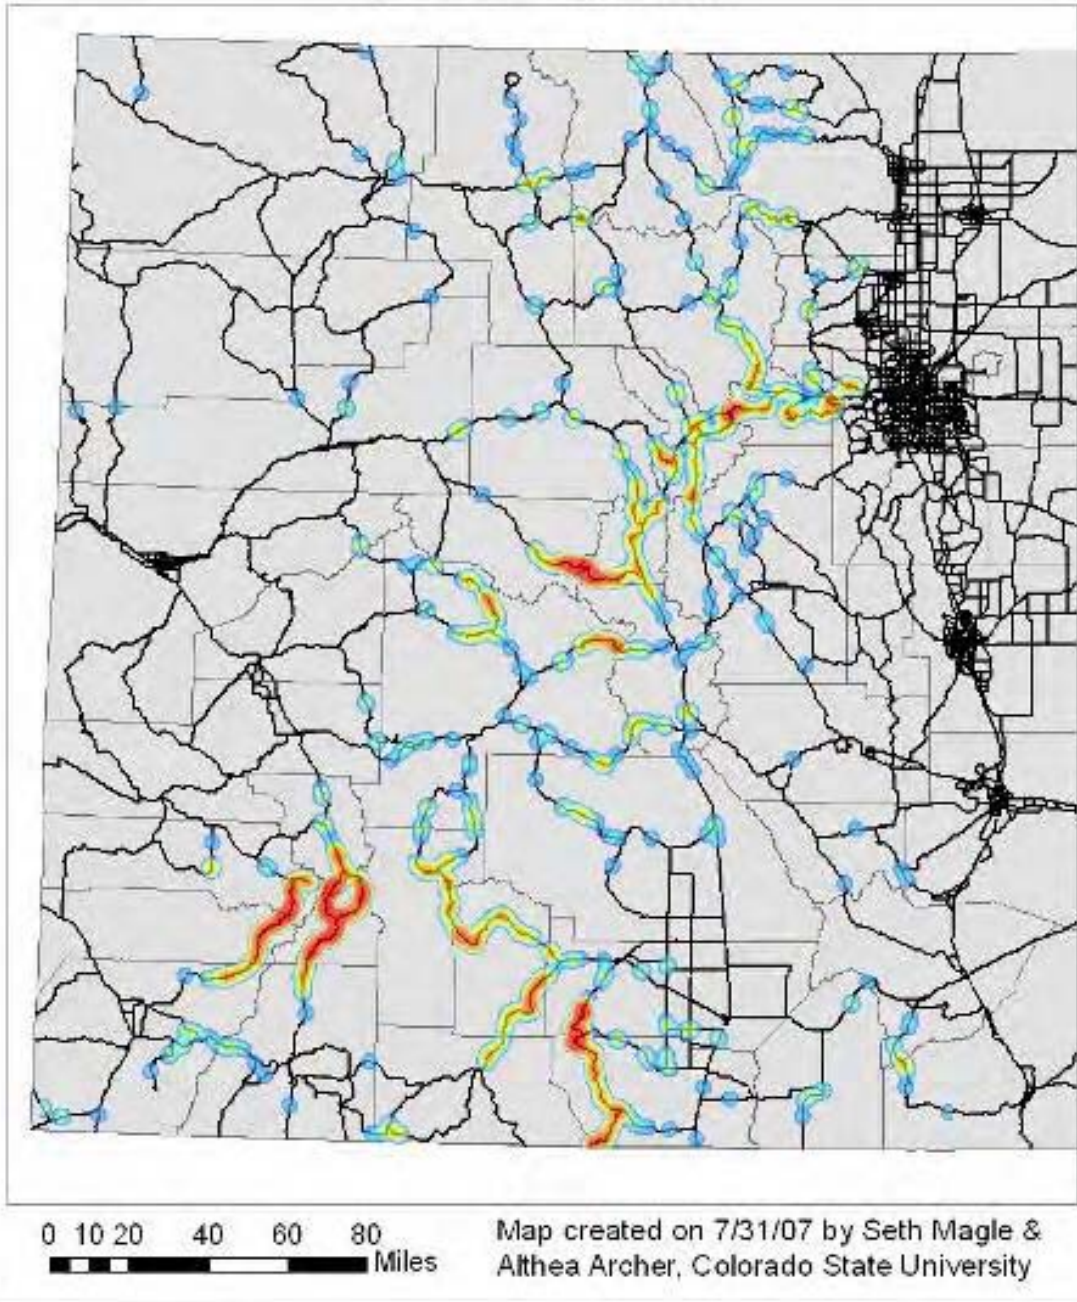 0 10 20 40 60 80
Miles
Map created on 7/31/07 by Seth Magle &
Althea Archer, Colorado State University